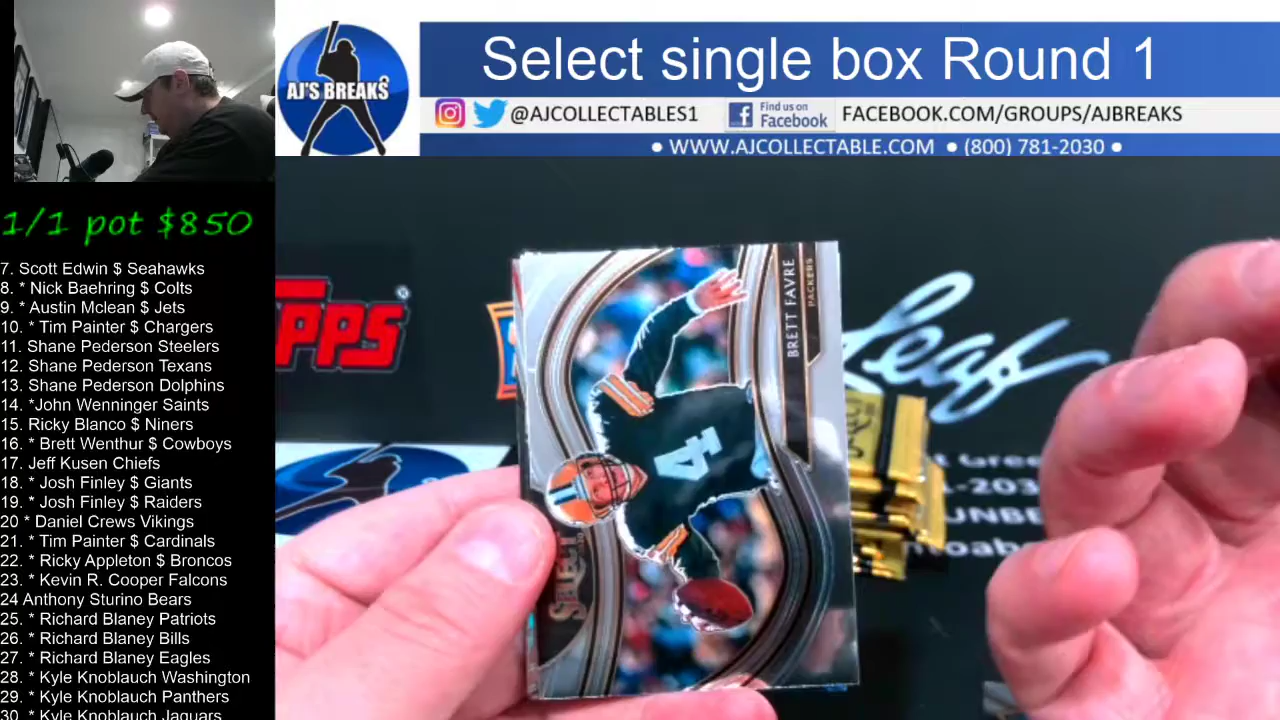 Select single box Round 1
AJ'S BREAKS
@AJCOLLECTABLES1
Find us on
Facebook
FACEBOOK.COM/GROUPS/AJBREAKS
• WWW.AJCOLLECTABLE.COM • (800) 781-2030 •
1/1 pot $850
7. Scott Edwin $ Seahawks
8. * Nick Baehring $ Colts
9. * Austin Mclean $ Jets
10. * Tim Painter $ Chargers
11. Shane Pederson Steelers
12. Shane Pederson Texans
13. Shane Pederson Dolphins
14. *John Wenninger Saints
15. Ricky Blanco $ Niners
16. * Brett Wenthur $ Cowboys
17. Jeff Kusen Chiefs
18. * Josh Finley $ Giants
19. * Josh Finley $ Raiders
20 * Daniel Crews Vikings
21. * Tim Painter $ Cardinals
22. * Ricky Appleton $ Broncos
23. * Kevin R. Cooper Falcons
24 Anthony Sturino Bears
25. * Richard Blaney Patriots
26. * Richard Blaney Bills
27. * Richard Blaney Eagles
28. * Kyle Knoblauch Washington
29. * Kyle Knoblauch Panthers
30. * Kyle Knoblauch Jaguars
BRETT FAVRE
PACKERS
4
SELECT
OPPS
Leaf